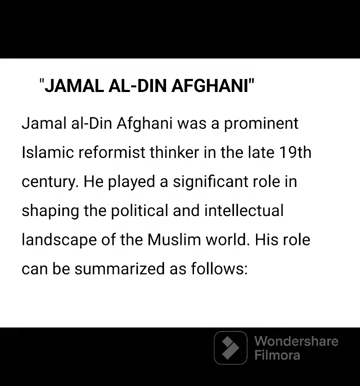 "JAMAL AL-DIN AFGHANI"
Jamal al-Din Afghani was a prominent
Islamic reformist thinker in the late 19th
century. He played a significant role in
shaping the political and intellectual
landscape of the Muslim world. His role
can be summarized as follows:
Wondershare
Filmora